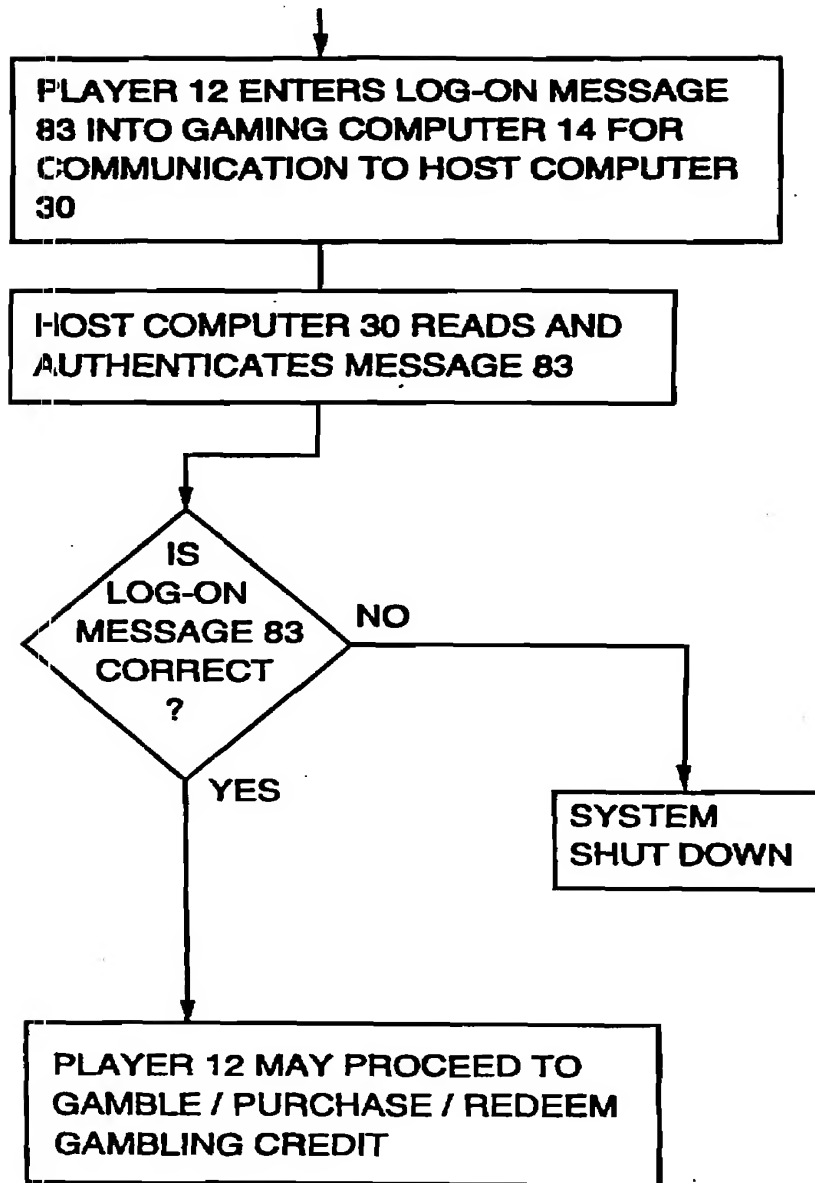 PLAYER 12 ENTERS LOG-ON MESSAGE
83 INTO GAMING COMPUTER 14 FOR
COMMUNICATION TO HOST COMPUTER
30
HOST COMPUTER 30 READS AND
AUTHENTICATES MESSAGE 83
IS
LOG-ON
MESSAGE 83
CORRECT
?
NO
YES
SYSTEM
SHUT DOWN
PLAYER 12 MAY PROCEED TO
GAMBLE / PURCHASE / REDEEM
GAMBLING CREDIT